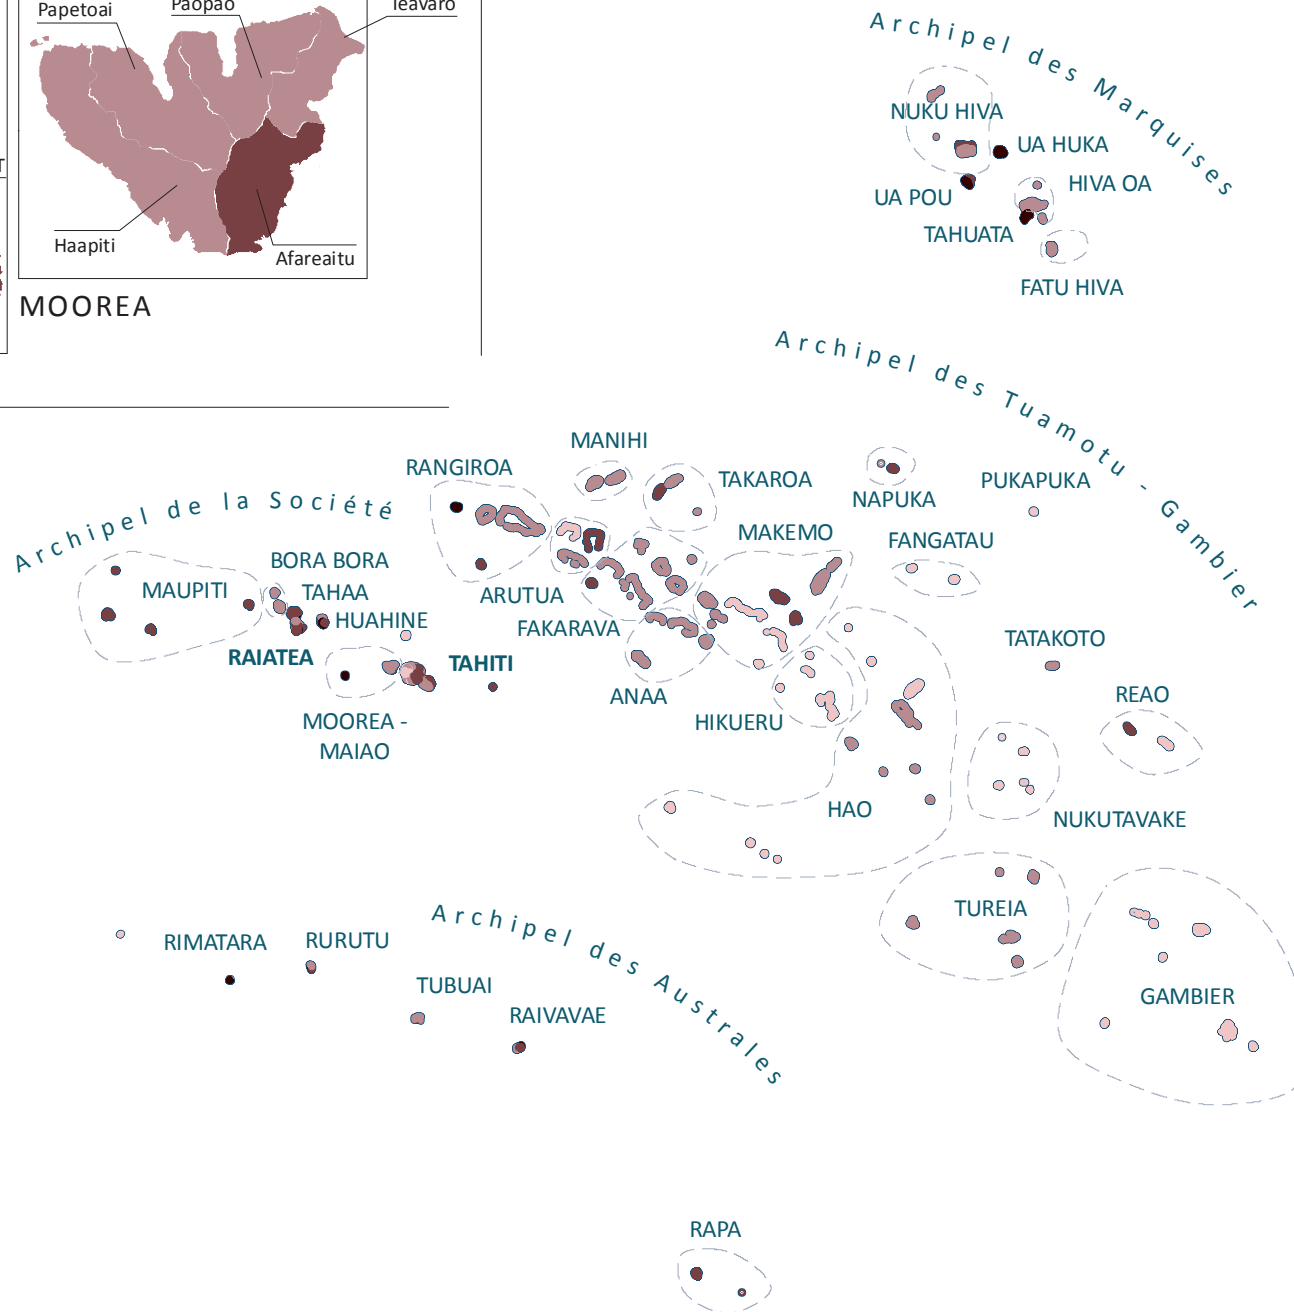 Papetoai
Paopao
Teavaro
Haapiti
Afareaitu
MOOREA
Archipel des Marquises
NUKU HIVA
UA HUKA
HIVA OA
UA POU
TAHUATA
FATU HIVA
Archipel des Tuamotu - Gambier
MANIHI
RANGIROA
TAKAROA
NAPUKA
PUKAPUKA
MAKEMO
FANGATAU
Archipel de la Société
BORA BORA
MAUPITI
TAHAA
ARUTUA
HUAHINE
FAKARAVA
TATAKOTO
RAIATEA
TAHITI
ANAA
REAO
HIKUERU
MOOREA -
MAIAO
HAO
NUKUTAVAKE
TUREIA
Archipel des Australes
RIMATARA
RURUTU
TUBUAI
RAIVAVAE
GAMBIER
RAPA